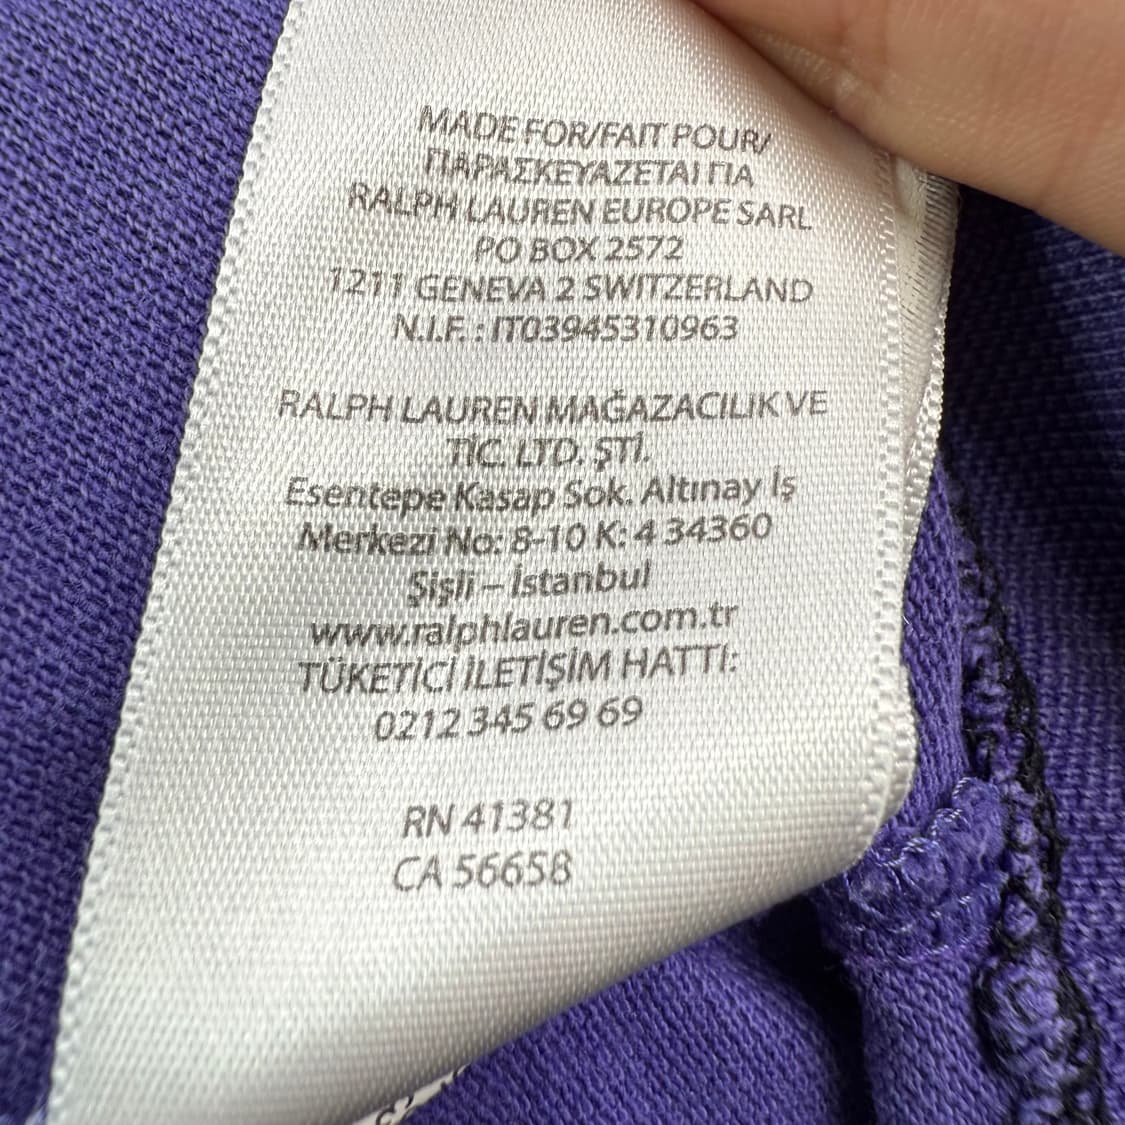 MADE FOR/FAIT POUR/
ΠΑΡΑΣΚΕΥΑΖΕΤΑΙ ΓΙΑ
RALPH LAUREN EUROPE SARL
PO BOX 2572
1211 GENEVA 2 SWITZERLAND
N.I.F. : IT03945310963
RALPH LAUREN MAĞAZACILIK VE
TİC. LTD. ŞTİ.
Esentepe Kasap Sok. Altınay İş
Merkezi No: 8-10 K: 4 34360
Şişli – İstanbul
www.ralphlauren.com.tr
TÜKETİCİ İLETİŞİM HATTI:
0212 345 69 69
RN 41381
CA 56658